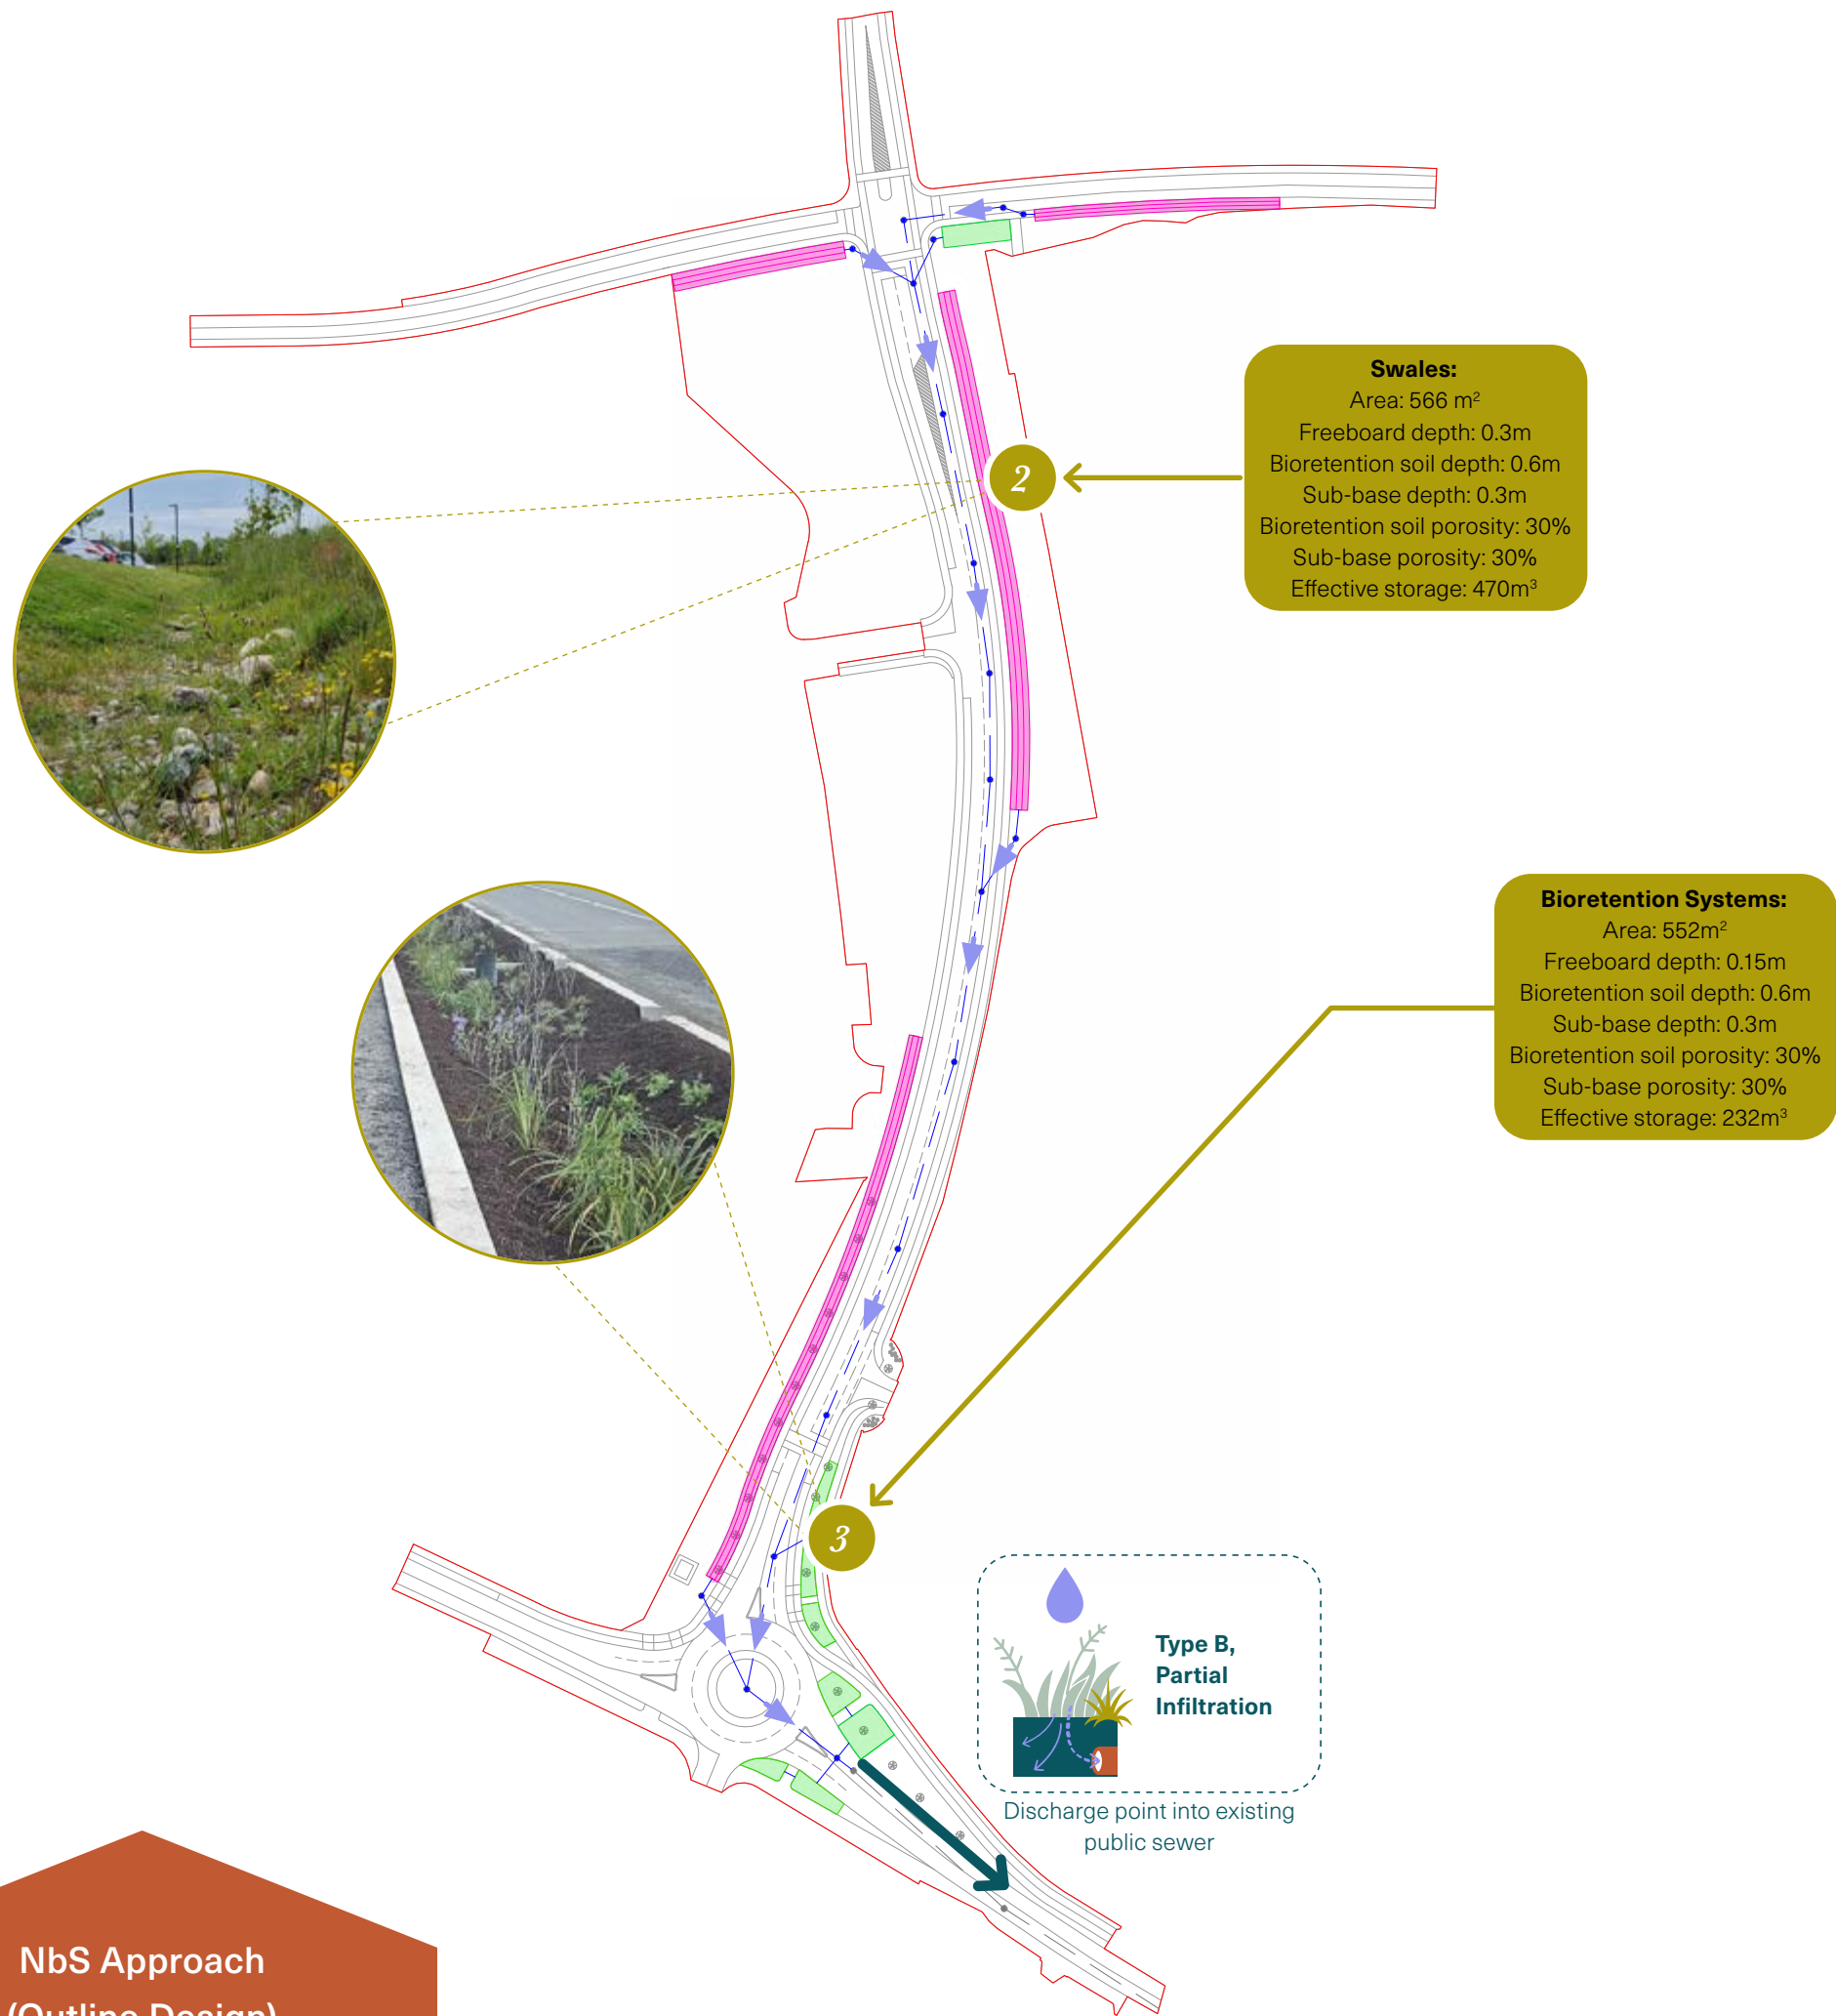 Swales:
Area: 566 m²
Freeboard depth: 0.3m
Bioretention soil depth: 0.6m
Sub-base depth: 0.3m
Bioretention soil porosity: 30%
Sub-base porosity: 30%
Effective storage: 470m³
2
Bioretention Systems:
Area: 552m²
Freeboard depth: 0.15m
Bioretention soil depth: 0.6m
Sub-base depth: 0.3m
Bioretention soil porosity: 30%
Sub-base porosity: 30%
Effective storage: 232m³
3
Type B,
Partial
Infiltration
Discharge point into existing
public sewer
NbS Approach
(Outline Design)